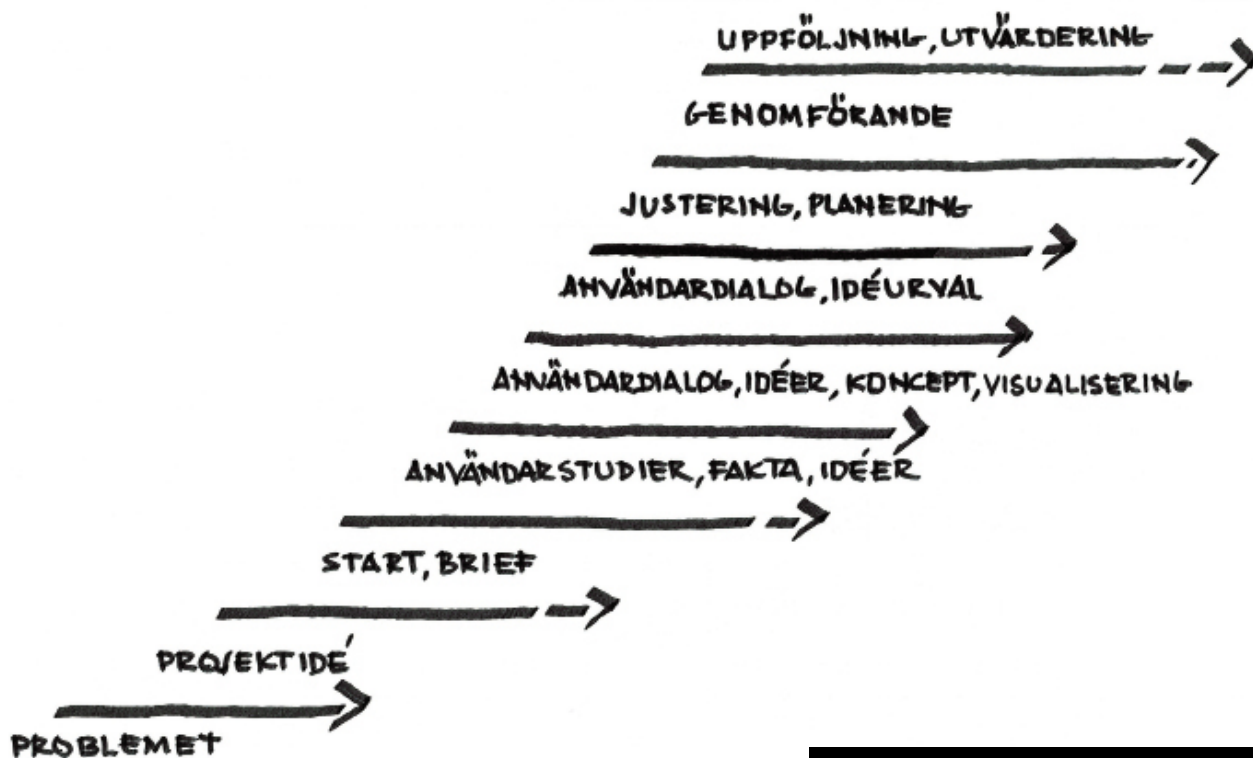 UPPFÖLJNING, UTVÄRDERING
GENOMFÖRANDE
JUSTERING, PLANERING
ANVÄNDARDIALOG, IDÉURVAL
ANVÄNDARDIALOG, IDÉER, KONCEPT, VISUALISERING
ANVÄNDARSTUDIER, FAKTA, IDÉER
START, BRIEF
PROJEKTIDÉ
PROBLEMET